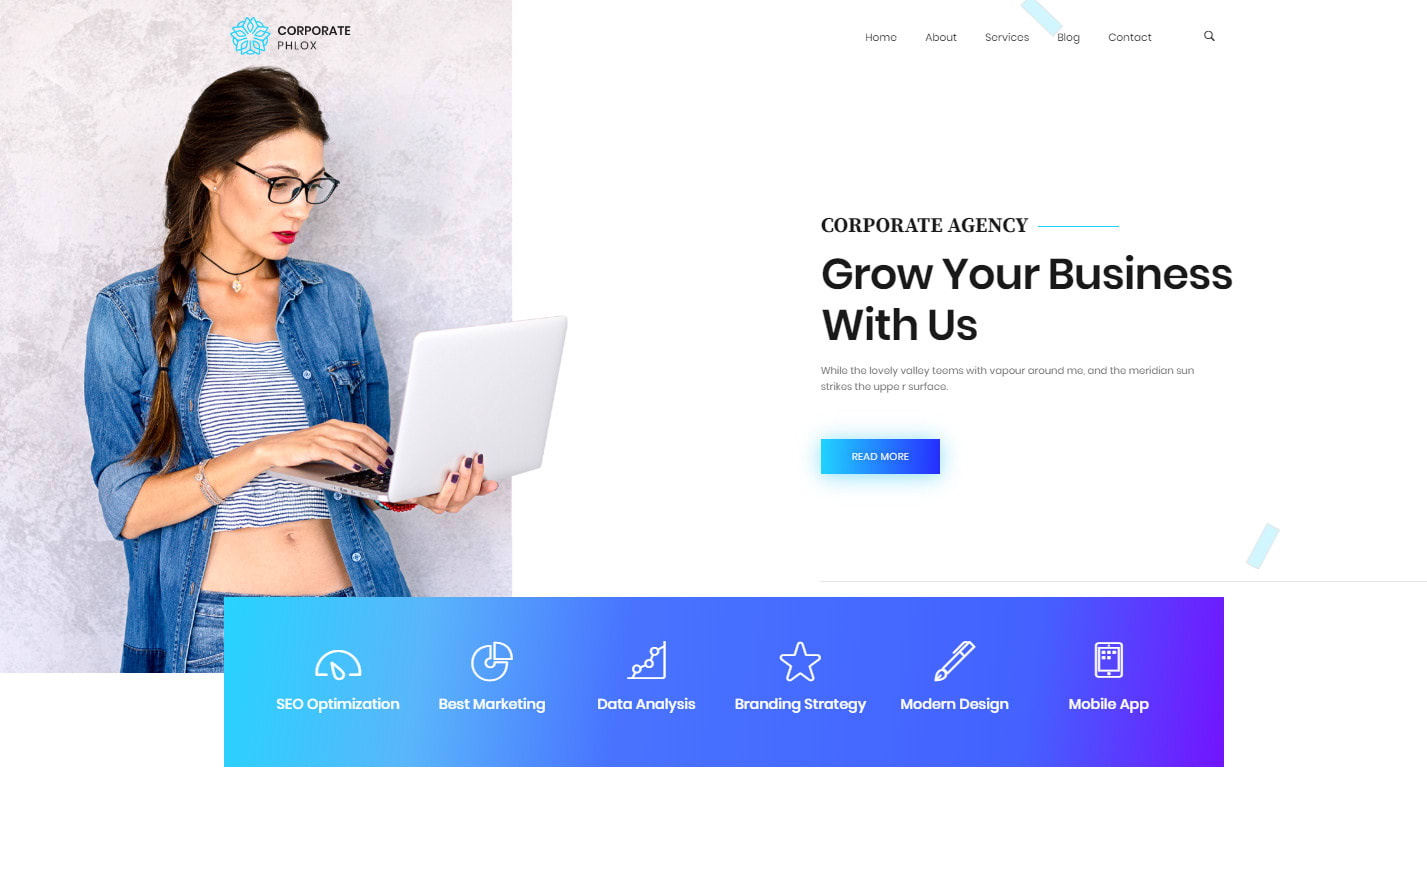 CORPORATE
PHLOX
Home About Services Blog Contact
CORPORATE AGENCY
Grow Your Business
With Us
While the lovely valley teems with vapour around me, and the meridian sun
strikes the uppe r surface.
READ MORE
SEO Optimization Best Marketing Data Analysis Branding Strategy Modern Design Mobile App